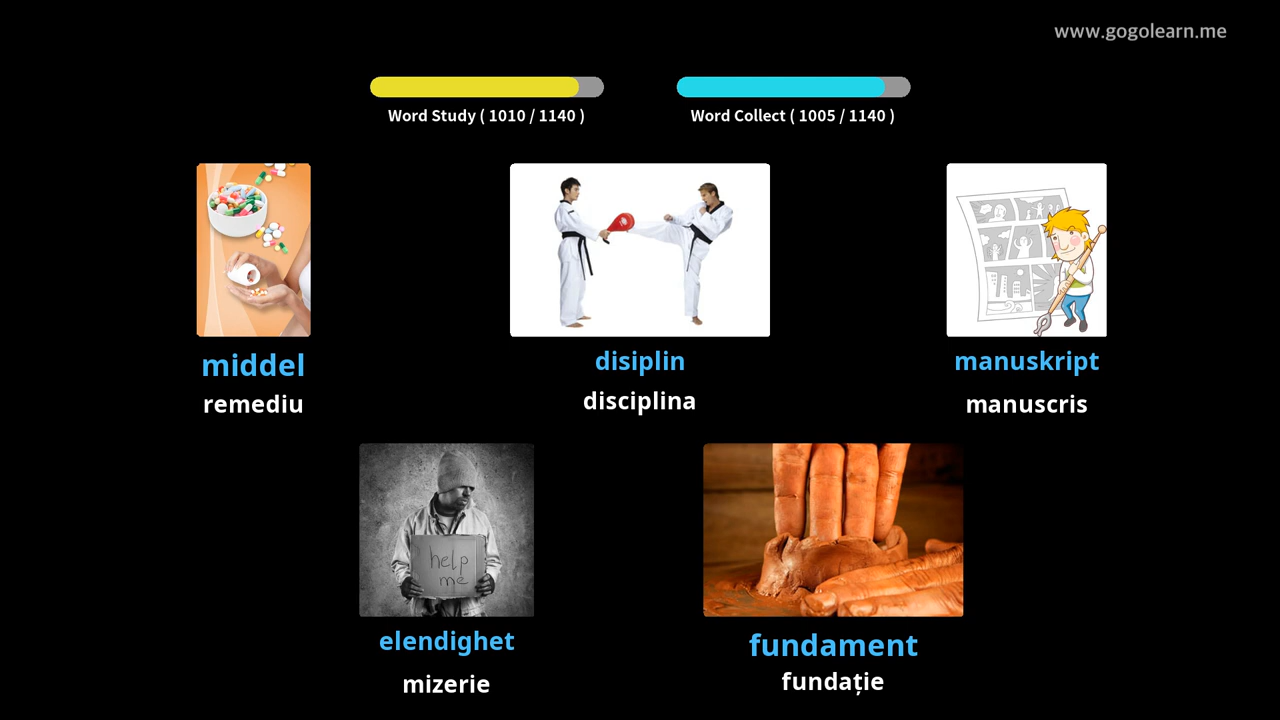 www.gogolearn.me
Word Study ( 1010 / 1140 )
Word Collect ( 1005 / 1140 )
middel
remediu
disiplin
disciplina
manuskript
manuscris
help
me
elendighet
mizerie
fundament
fundație